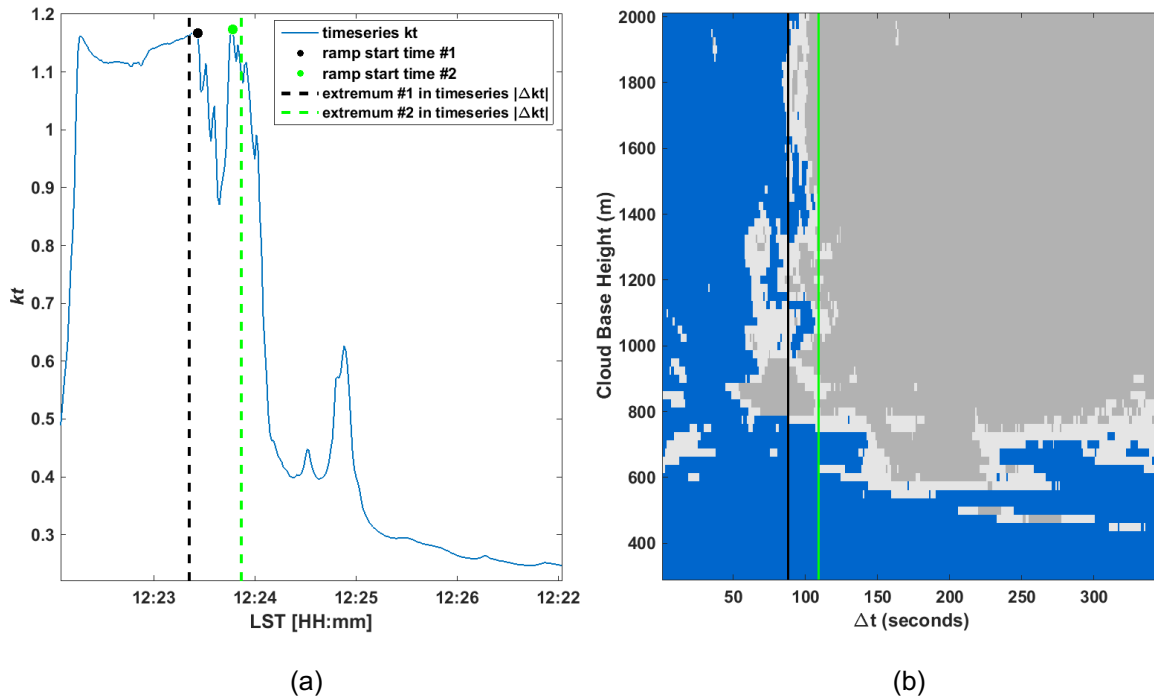 1.2
1.1
1
0.9
1.8
0.7
0.6
0.5
0.4
0.3
kt
12:23
12:24
12:25
12:26
12:22
LST [HH:mm]
timeseries kt
ramp start time #1
ramp start time #2
extremum #1 in timeseries |Δkt|
extremum #2 in timeseries |Δkt|
(a)
2000
1800
1600
1400
1200
1000
800
600
400
Cloud Base Height (m)
50
100
150
200
250
300
Δt (seconds)
(b)